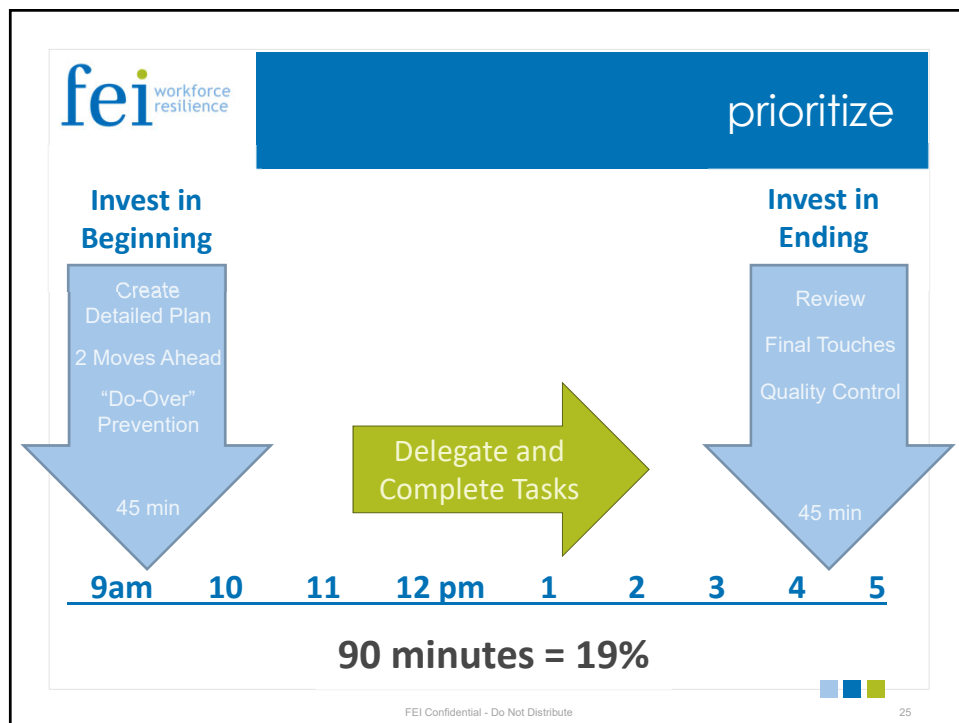 fei workforce
resilience
prioritize
Invest in
Beginning
Create
Detailed Plan
2 Moves Ahead
“Do-Over”
Prevention
45 min
Delegate and
Complete Tasks
Invest in
Ending
Review
Final Touches
Quality Control
45 min
9am 10 11 12 pm 1 2 3 4 5
90 minutes = 19%
FEI Confidential - Do Not Distribute
25